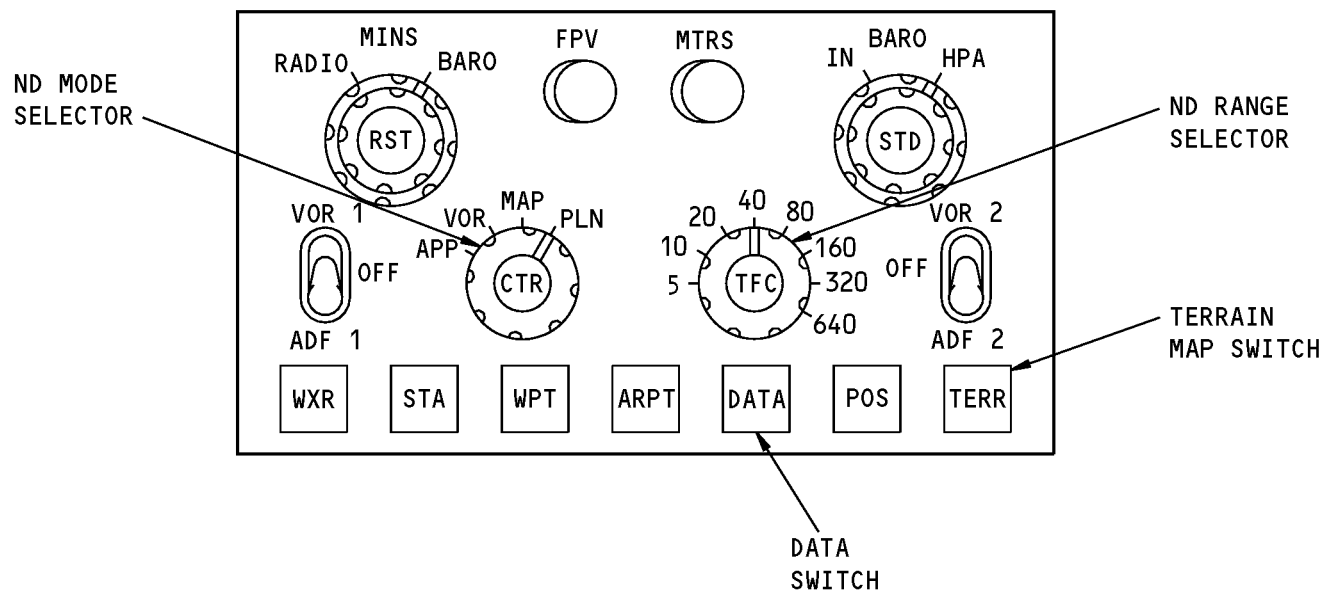 MINS
RADIO
BARO
RST
FPV
MTRS
BARO
IN
HPA
STD
ND MODE
SELECTOR
ND RANGE
SELECTOR
VOR 1
OFF
ADF 1
APP
VOR
MAP
PLN
CTR
5
10
20
40
80
160
320
640
TFC
VOR 2
OFF
ADF 2
TERRAIN
MAP SWITCH
WXR
STA
WPT
ARPT
DATA
POS
TERR
DATA
SWITCH